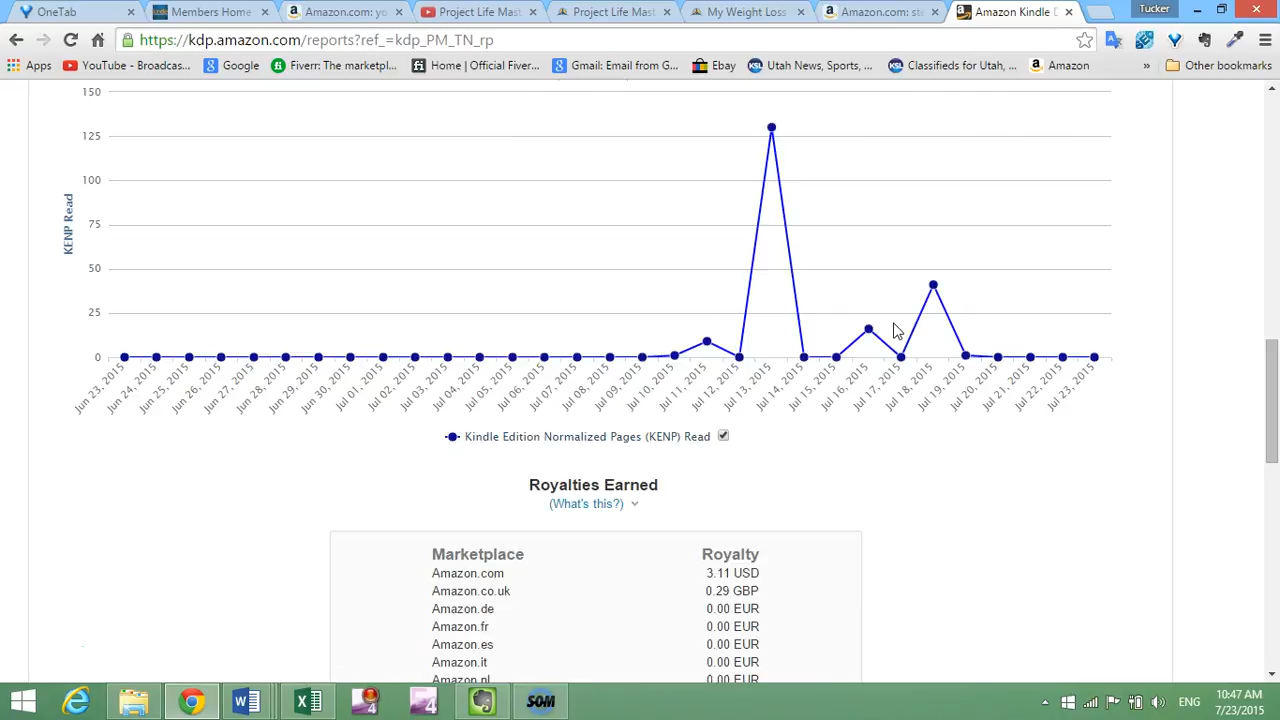 OneTab
Members Home
Amazon.com: yo
Project Life Mast
Project Life Mast
My Weight Loss
Amazon.com: ste
Amazon Kindle D
Tucker
https://kdp.amazon.com/reports?ref_=kdp_PM_TN_rp
Apps
YouTube - Broadcas...
Google
Fiverr: The marketpl...
Home | Official Fiver...
Gmail: Email from G...
Ebay
Utah News, Sports, ...
Classifieds for Utah, ...
Amazon
»
Other bookmarks
150
125
100
75
50
25
0
KENP Read
Jun 23, 2015
Jun 24, 2015
Jun 25, 2015
Jun 26, 2015
Jun 27, 2015
Jun 28, 2015
Jun 29, 2015
Jun 30, 2015
Jul 01, 2015
Jul 02, 2015
Jul 03, 2015
Jul 04, 2015
Jul 05, 2015
Jul 06, 2015
Jul 07, 2015
Jul 08, 2015
Jul 09, 2015
Jul 10, 2015
Jul 11, 2015
Jul 12, 2015
Jul 13, 2015
Jul 14, 2015
Jul 15, 2015
Jul 16, 2015
Jul 17, 2015
Jul 18, 2015
Jul 19, 2015
Jul 20, 2015
Jul 21, 2015
Jul 22, 2015
Jul 23, 2015
Kindle Edition Normalized Pages (KENP) Read
Royalties Earned
(What's this?)
Marketplace Royalty
Amazon.com 3.11 USD
Amazon.co.uk 0.29 GBP
Amazon.de 0.00 EUR
Amazon.fr 0.00 EUR
Amazon.es 0.00 EUR
Amazon.it 0.00 EUR
Amazon.nl 0.00 EUR
SOM
ENG
10:47 AM
7/23/2015